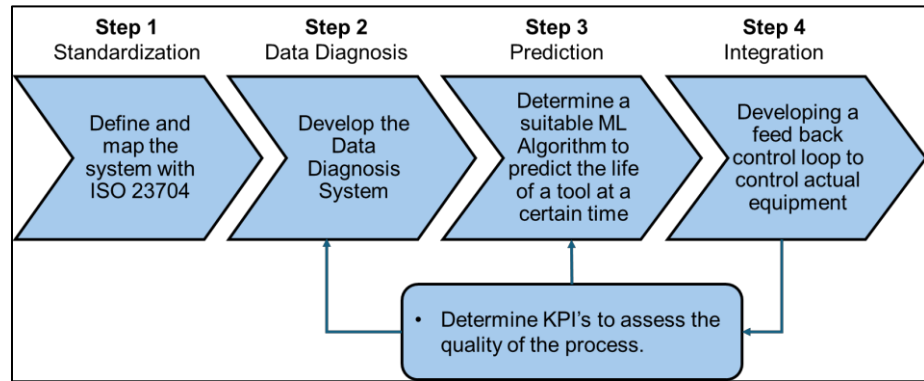 Step 1
Standardization
Step 2
Data Diagnosis
Step 3
Prediction
Step 4
Integration
Define and
map the
system with
ISO 23704
Develop the
Data
Diagnosis
System
Determine a
suitable ML
Algorithm to
predict the life
of a tool at a
certain time
Developing a
feed back
control loop to
control actual
equipment
• Determine KPI's to assess the
quality of the process.